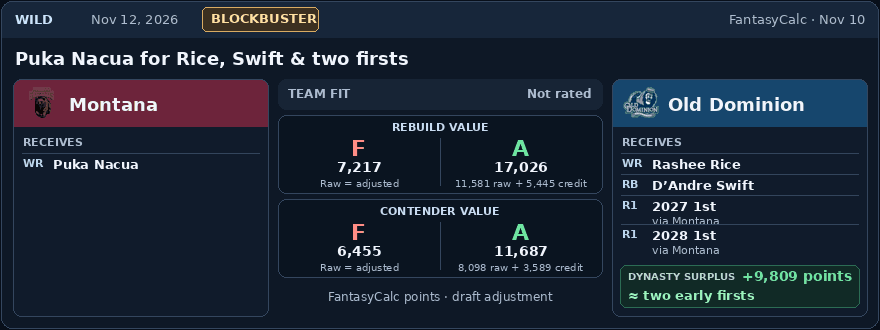 WILD Nov 12, 2026 BLOCKBUSTER FantasyCalc · Nov 10
Puka Nacua for Rice, Swift & two firsts
Montana
RECEIVES
WR Puka Nacua
TEAM FIT Not rated
REBUILD VALUE
F A
7,217 17,026
Raw = adjusted 11,581 raw + 5,445 credit
CONTENDER VALUE
F A
6,455 11,687
Raw = adjusted 8,098 raw + 3,589 credit
FantasyCalc points · draft adjustment
OLD DOMINION
Old Dominion
RECEIVES
WR Rashee Rice
RB D’Andre Swift
R1 2027 1st
via Montana
R1 2028 1st
via Montana
DYNASTY SURPLUS +9,809 points
≈ two early firsts